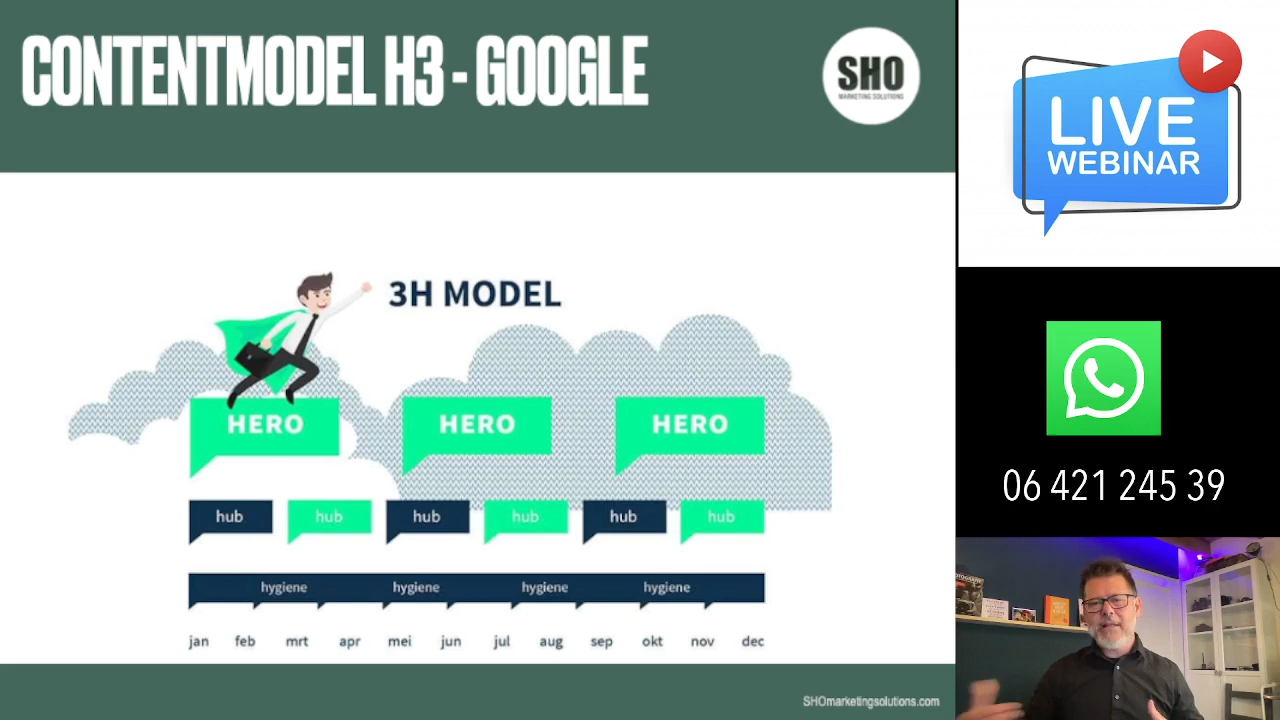 CONTENTMODEL H3 - GOOGLE
SHO
MARKETING SOLUTIONS
3H MODEL
HERO HERO HERO
hub hub hub hub hub hub
hygiene hygiene hygiene hygiene
jan feb mrt apr mei jun jul aug sep okt nov dec
SHOmarketingsolutions.com
LIVE
WEBINAR
06 421 245 39